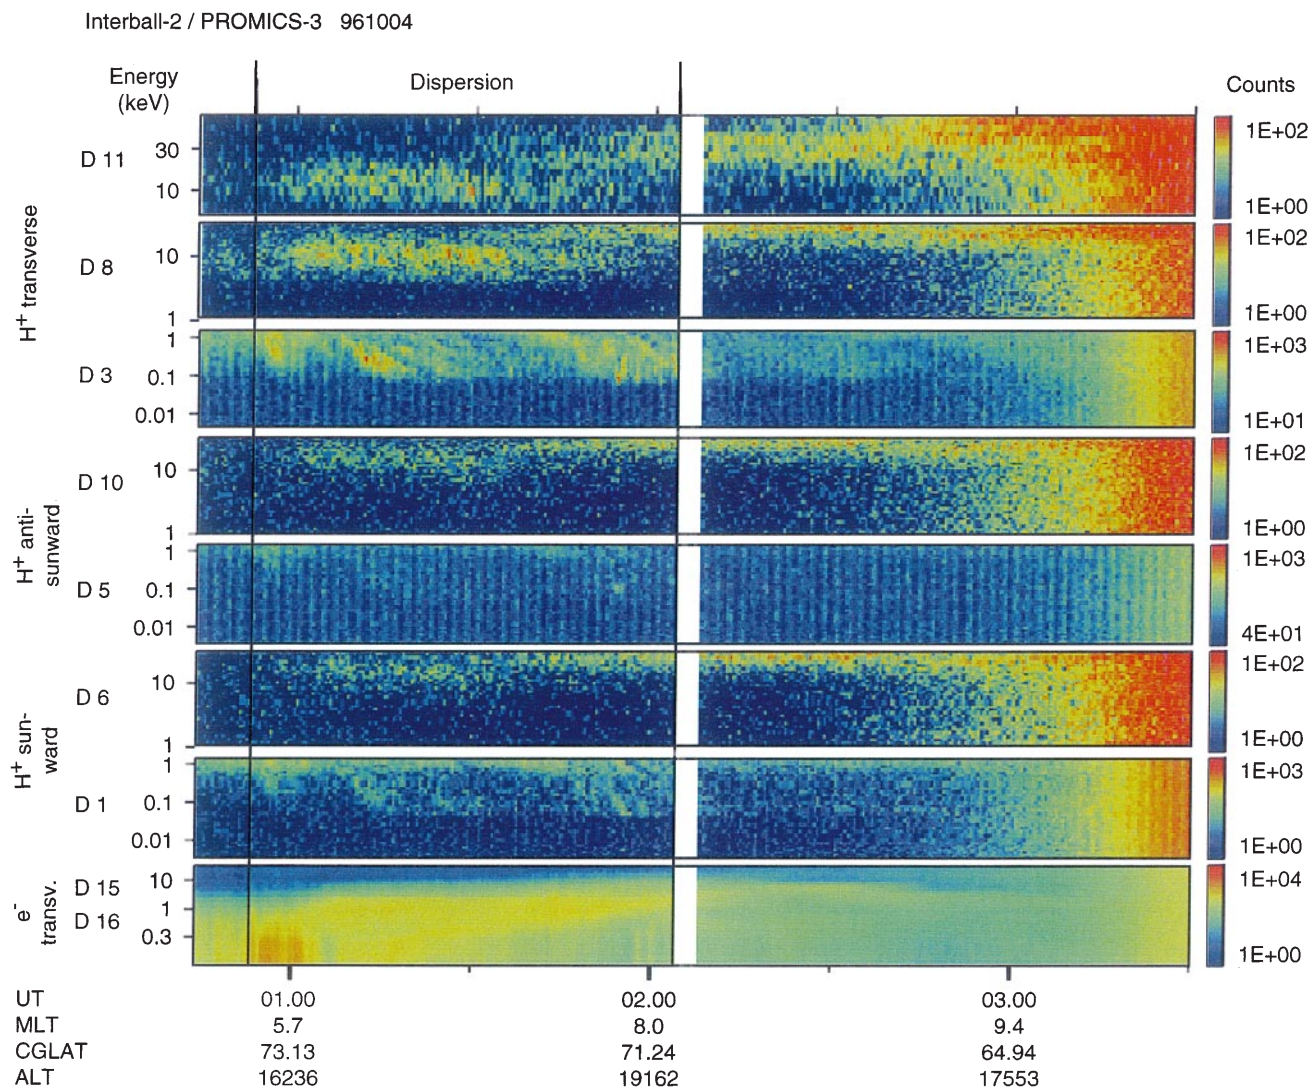 Interball-2 / PROMICS-3 961004
Energy
(keV)
Dispersion
Counts
H+ transverse
D 11
30
10
1E+02
1E+00
D 8
10
1
1E+02
1E+00
D 3
1
0.1
0.01
1E+03
1E+01
H+ anti-
sunward
D 10
10
1
1E+02
1E+00
D 5
1
0.1
0.01
1E+03
4E+01
H+ sun-
ward
D 6
10
1
1E+02
1E+00
D 1
1
0.1
0.01
1E+03
1E+00
e-
transv.
D 15
D 16
10
1
0.3
1E+04
1E+00
UT 01.00 02.00 03.00
MLT 5.7 8.0 9.4
CGLAT 73.13 71.24 64.94
ALT 16236 19162 17553